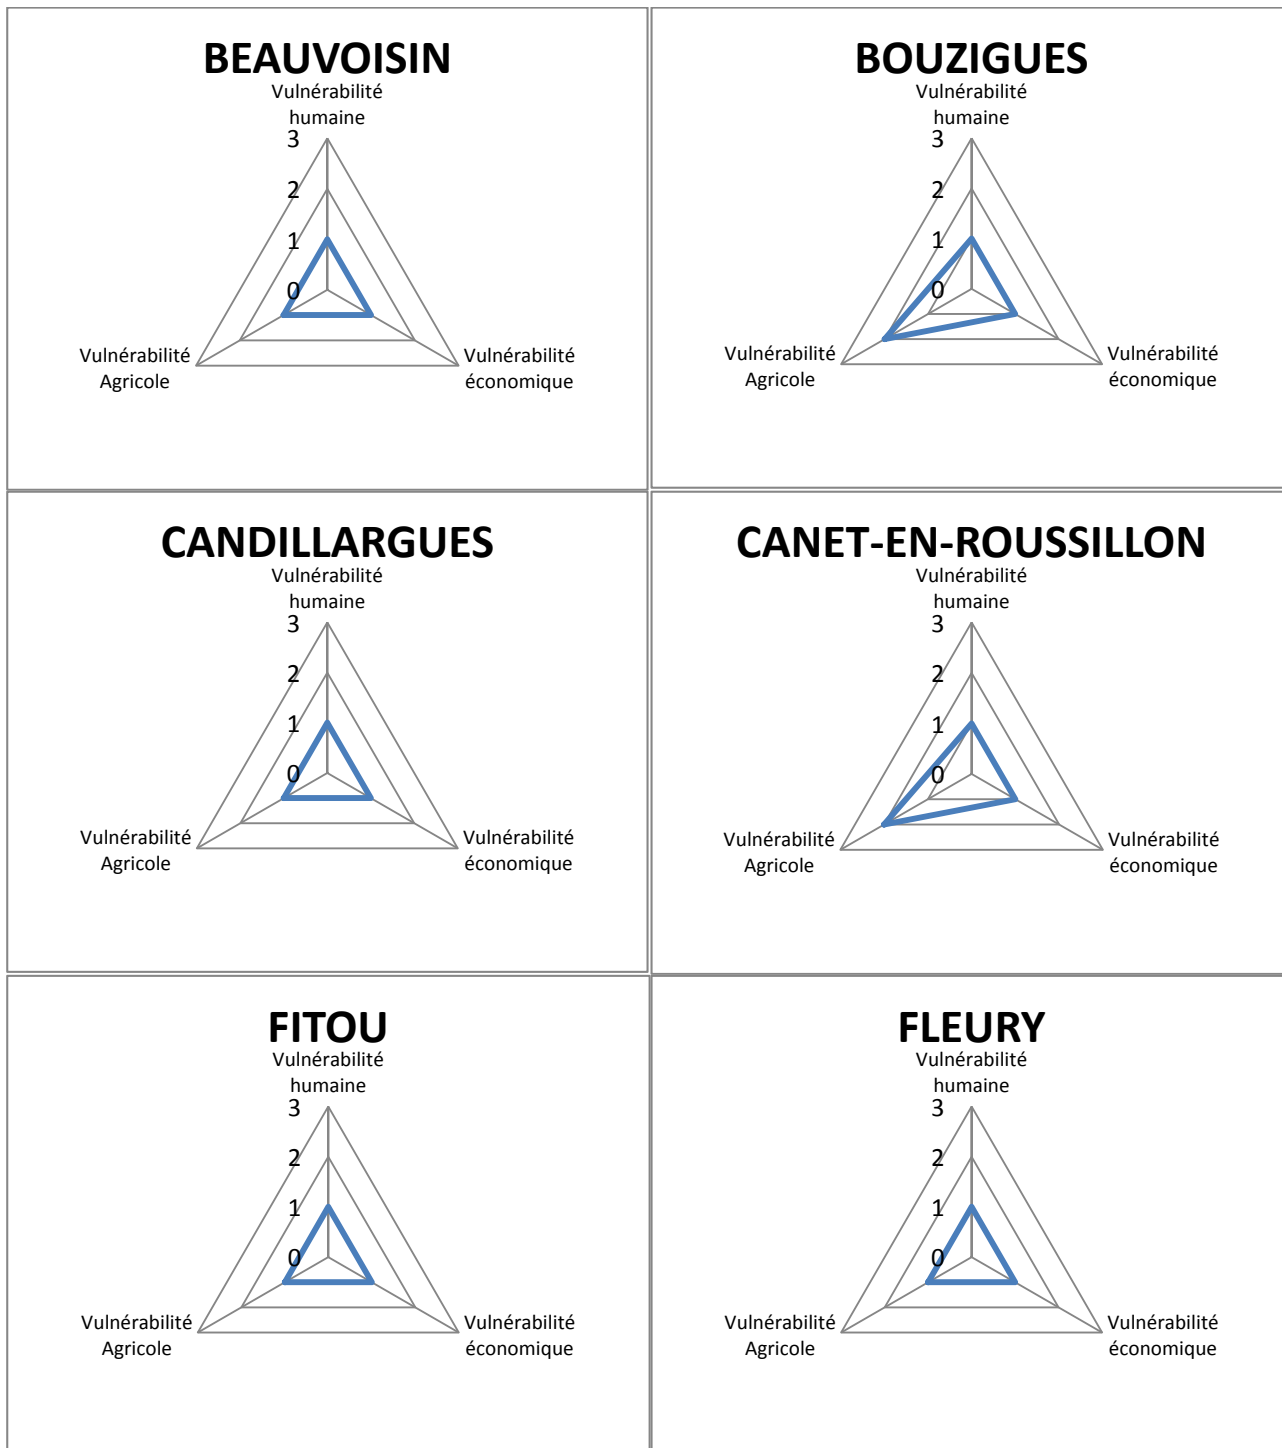 BEAUVOISIN
Vulnérabilité
humaine
3
2
1
0
Vulnérabilité
Agricole
Vulnérabilité
économique
BOUZIGUES
Vulnérabilité
humaine
3
2
1
0
Vulnérabilité
Agricole
Vulnérabilité
économique
CANDILLARGUES
Vulnérabilité
humaine
3
2
1
0
Vulnérabilité
Agricole
Vulnérabilité
économique
CANET-EN-ROUSSILLON
Vulnérabilité
humaine
3
2
1
0
Vulnérabilité
Agricole
Vulnérabilité
économique
FITOU
Vulnérabilité
humaine
3
2
1
0
Vulnérabilité
Agricole
Vulnérabilité
économique
FLEURY
Vulnérabilité
humaine
3
2
1
0
Vulnérabilité
Agricole
Vulnérabilité
économique